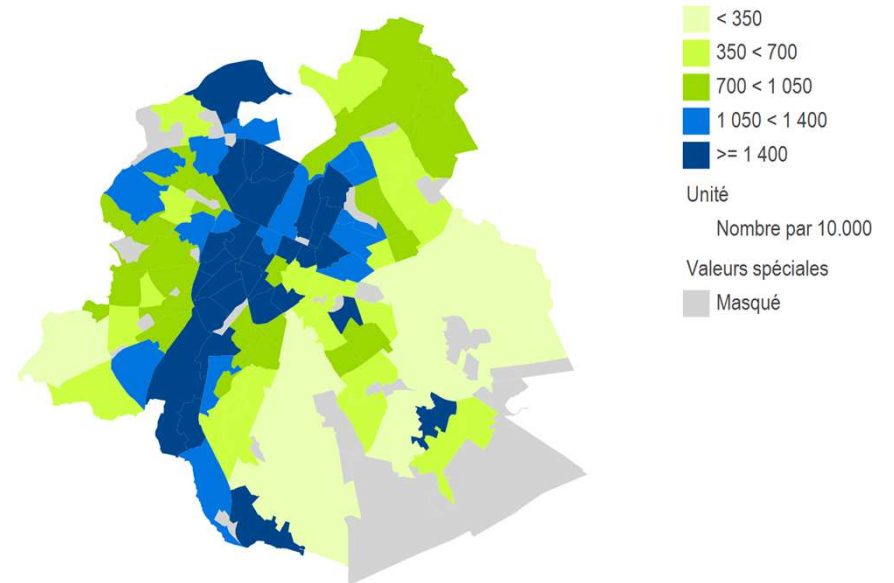 < 350
350 < 700
700 < 1 050
1 050 < 1 400
>= 1 400
Unité
Nombre par 10.000
Valeurs spéciales
Masqué